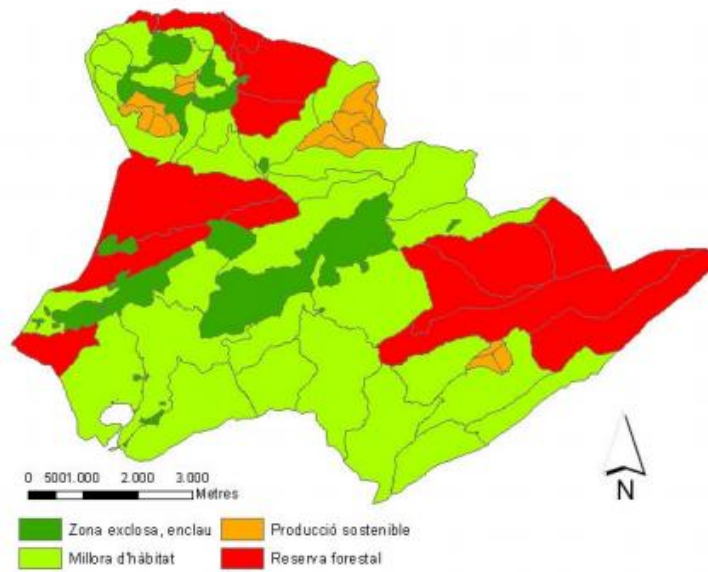 0 5001.000 2.000 3.000
Metres
N
Zona exclosa, enclau
Producció sostenible
Millora d'hàbitat
Reserva forestal